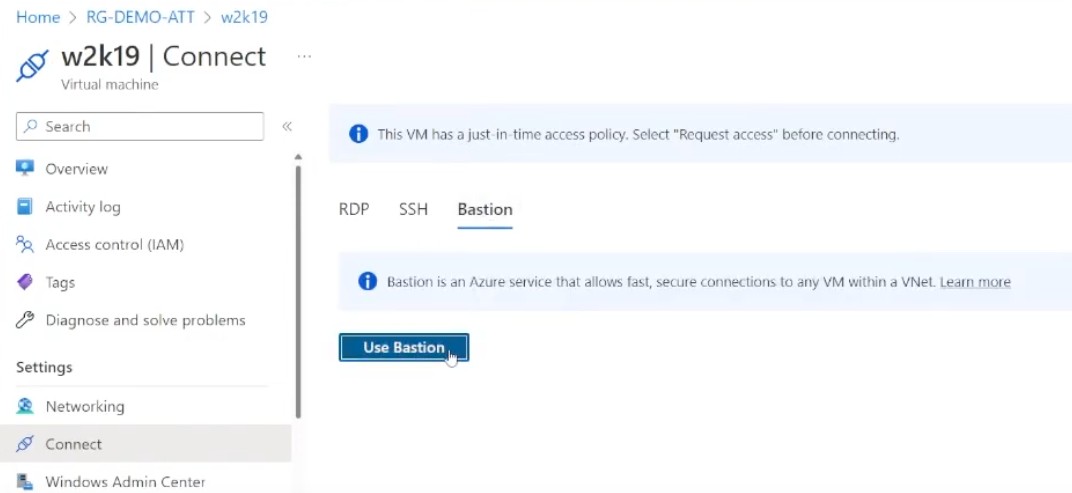 Home > RG-DEMO-ATT > w2k19
w2k19 | Connect ...
Virtual machine
Search «
This VM has a just-in-time access policy. Select "Request access" before connecting.
Overview
Activity log
Access control (IAM)
Tags
Diagnose and solve problems
Settings
Networking
Connect
Windows Admin Center
RDP SSH Bastion
Bastion is an Azure service that allows fast, secure connections to any VM within a VNet. Learn more
Use Bastion